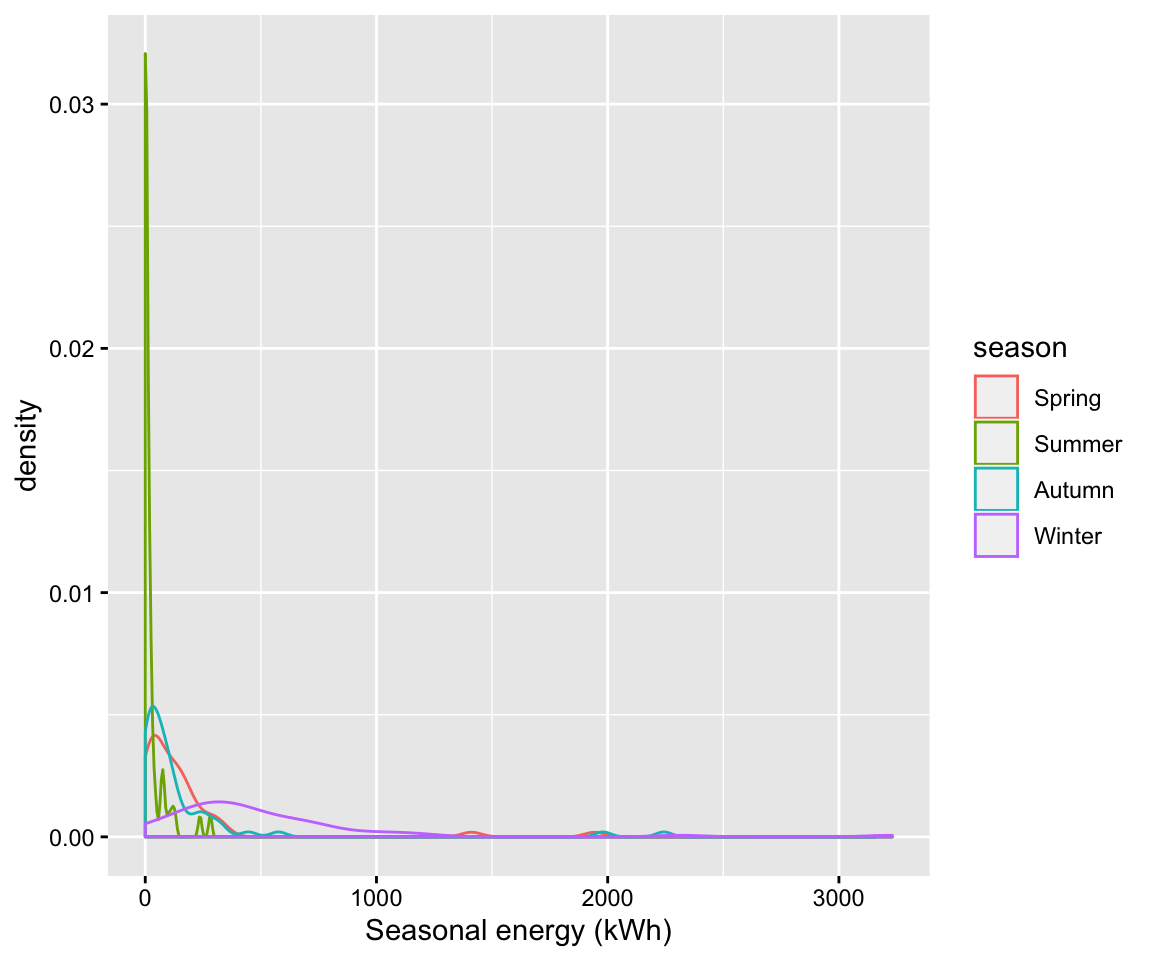 0.03
0.02
0.01
0.00
density
0
1000
2000
3000
Seasonal energy (kWh)
season
Spring
Summer
Autumn
Winter